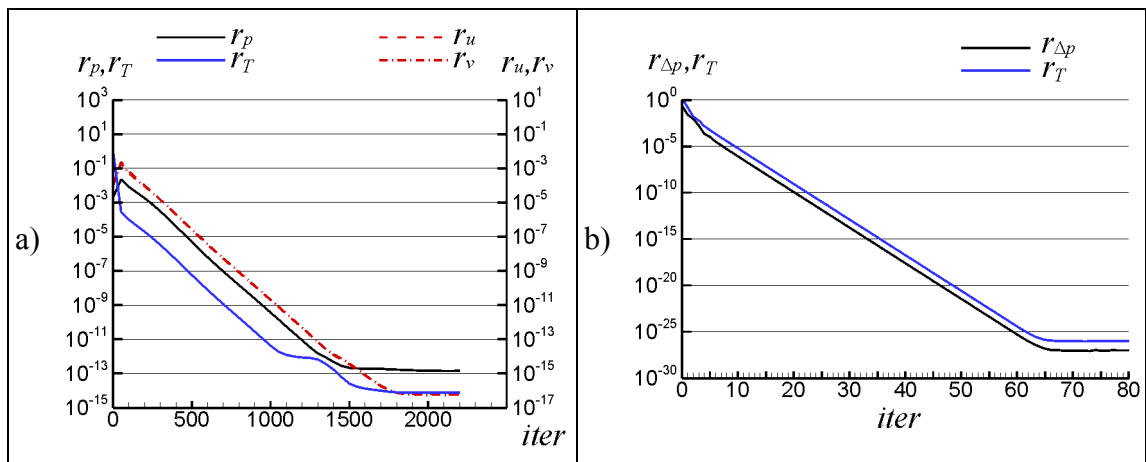 a)
r_p
r_T
r_u
r_v
r_p,r_T
r_u,r_v
10^3
10^1
10^-1
10^-3
10^-5
10^-7
10^-9
10^-11
10^-13
10^-15
10^1
10^-1
10^-3
10^-5
10^-7
10^-9
10^-11
10^-13
10^-15
10^-17
0 500 1000 1500 2000
iter
b)
r_Δp
r_T
r_Δp,r_T
10^0
10^-5
10^-10
10^-15
10^-20
10^-25
10^-30
0 10 20 30 40 50 60 70 80
iter